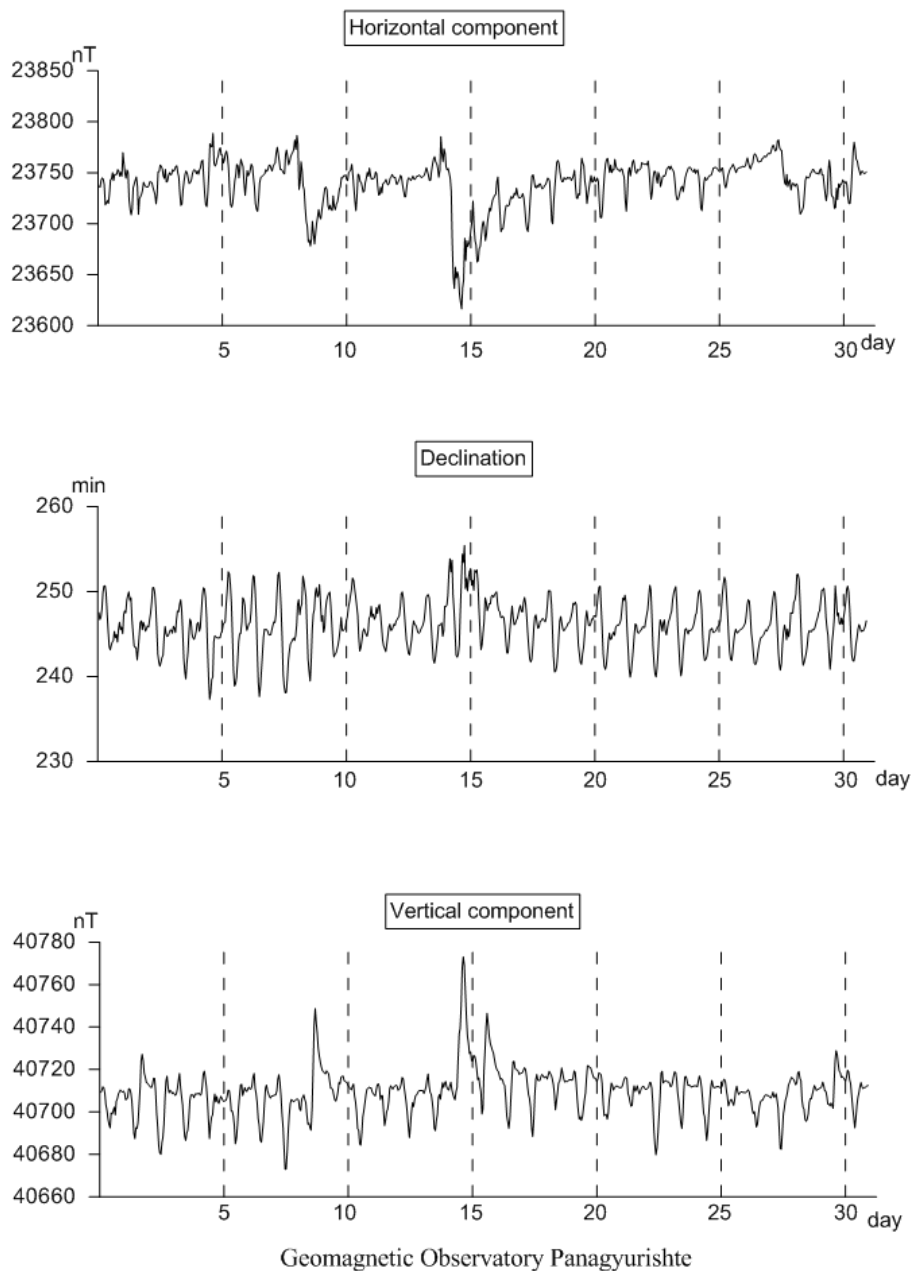 Horizontal component
nT
23850
23800
23750
23700
23650
23600
5 10 15 20 25 30 day
Declination
min
260
250
240
230
5 10 15 20 25 30 day
Vertical component
nT
40780
40760
40740
40720
40700
40680
40660
5 10 15 20 25 30 day
Geomagnetic Observatory Panagyurishte